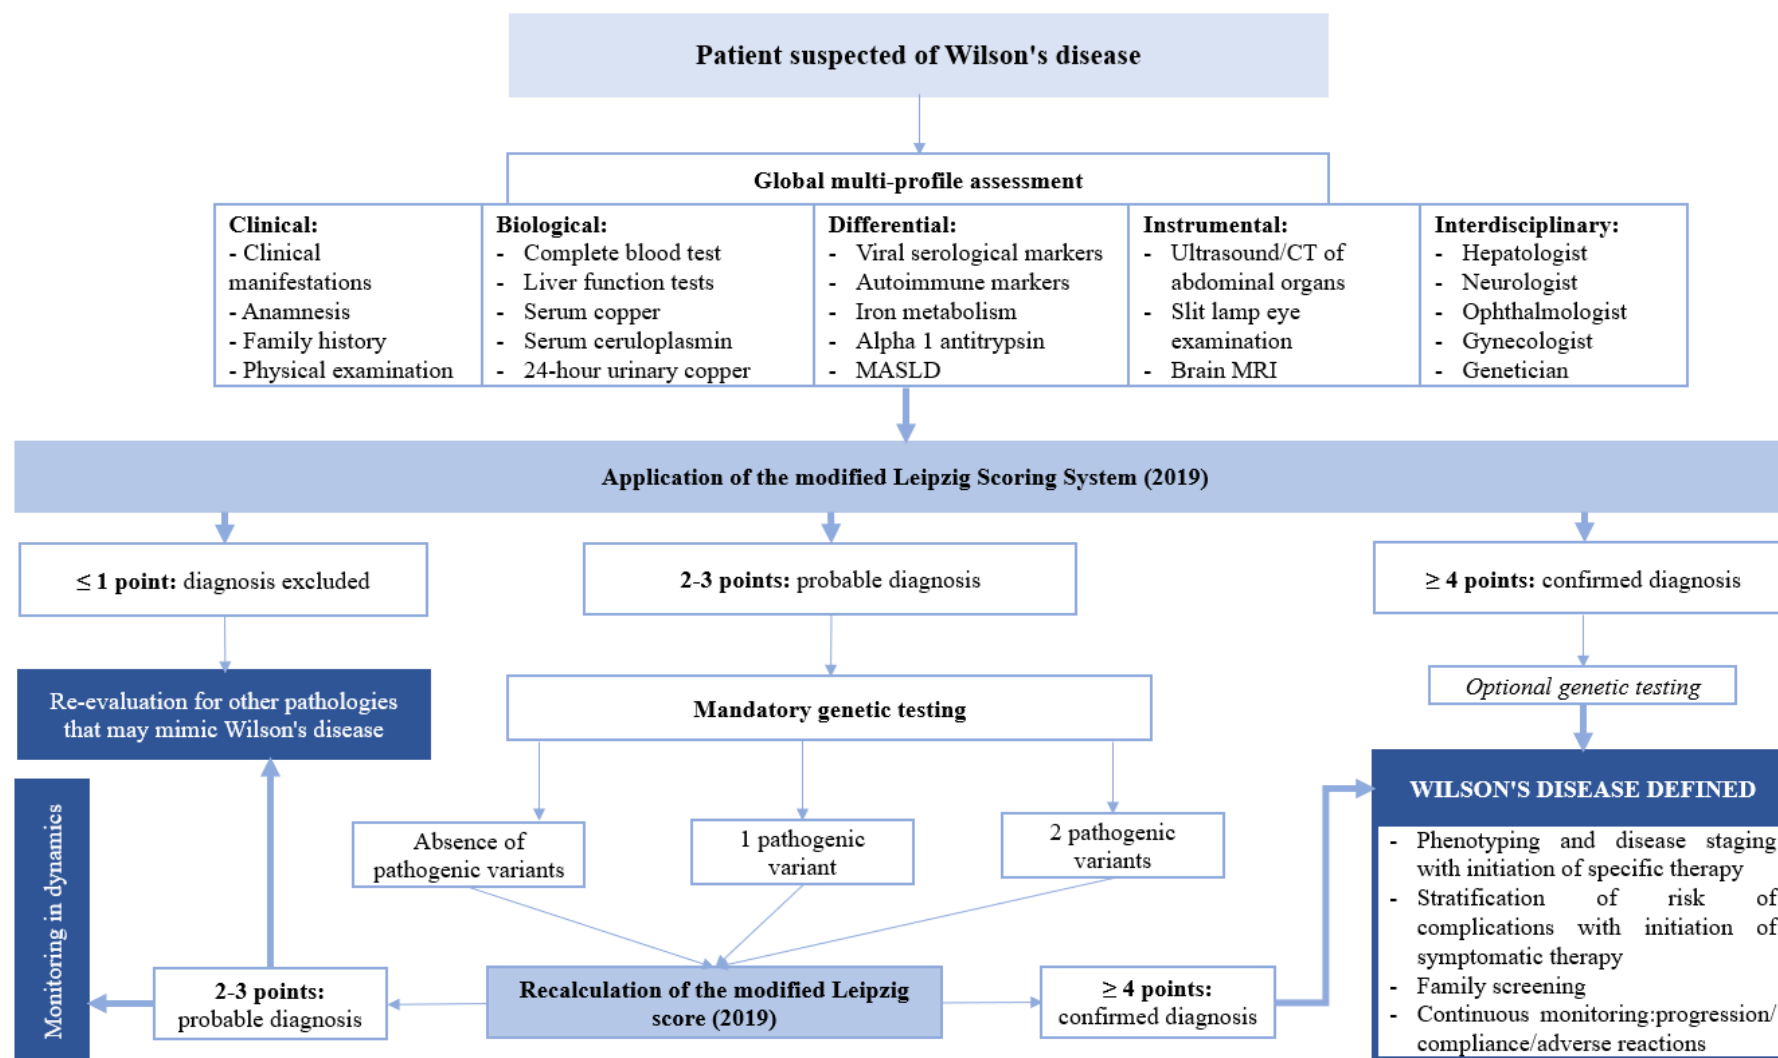 Patient suspected of Wilson's disease
Global multi-profile assessment
Clinical:
- Clinical
manifestations
- Anamnesis
- Family history
- Physical examination
Biological:
- Complete blood test
- Liver function tests
- Serum copper
- Serum ceruloplasmin
- 24-hour urinary copper
Differential:
- Viral serological markers
- Autoimmune markers
- Iron metabolism
- Alpha 1 antitrypsin
- MASLD
Instrumental:
- Ultrasound/CT of
abdominal organs
- Slit lamp eye
examination
- Brain MRI
Interdisciplinary:
- Hepatologist
- Neurologist
- Ophthalmologist
- Gynecologist
- Genetician
Application of the modified Leipzig Scoring System (2019)
≤ 1 point: diagnosis excluded
2-3 points: probable diagnosis
≥ 4 points: confirmed diagnosis
Re-evaluation for other pathologies
that may mimic Wilson's disease
Mandatory genetic testing
Optional genetic testing
Absence of
pathogenic variants
1 pathogenic
variant
2 pathogenic
variants
Monitoring in dynamics
2-3 points:
probable diagnosis
Recalculation of the modified Leipzig
score (2019)
≥ 4 points:
confirmed diagnosis
WILSON'S DISEASE DEFINED
- Phenotyping and disease staging
with initiation of specific therapy
- Stratification of risk of
complications with initiation of
symptomatic therapy
- Family screening
- Continuous monitoring:progression/
compliance/adverse reactions